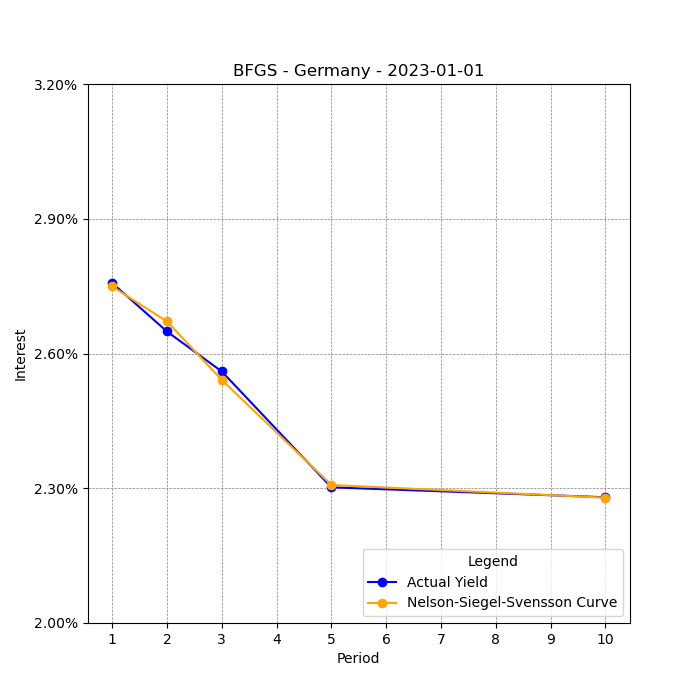 BFGS - Germany - 2023-01-01
3.20%
2.90%
2.60%
2.30%
2.00%
Interest
Legend
Actual Yield
Nelson-Siegel-Svensson Curve
1 2 3 4 5 6 7 8 9 10
Period